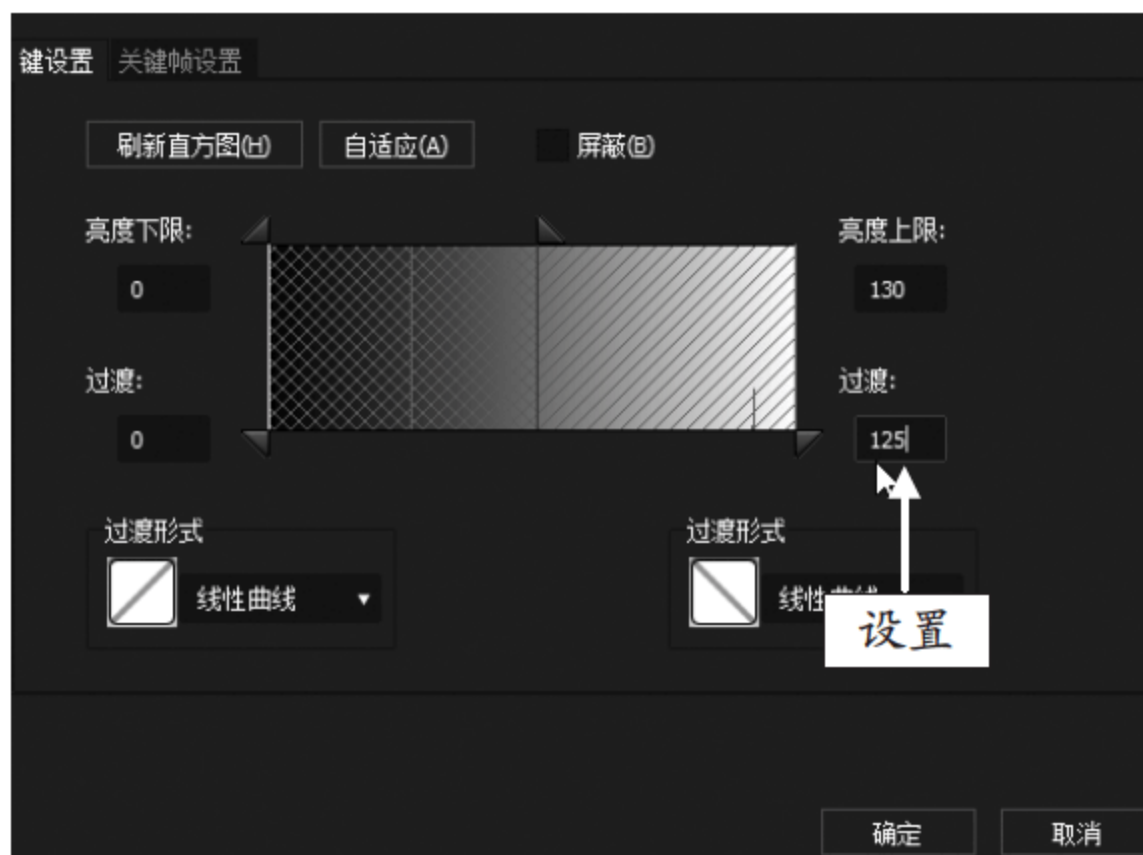 键设置 关键帧设置
刷新直方图(H) 自适应(A) 屏蔽(B)
亮度下限: 亮度上限:
0 130
过渡: 过渡:
0 125
过渡形式 过渡形式
线性曲线 线性
设置
确定 取消